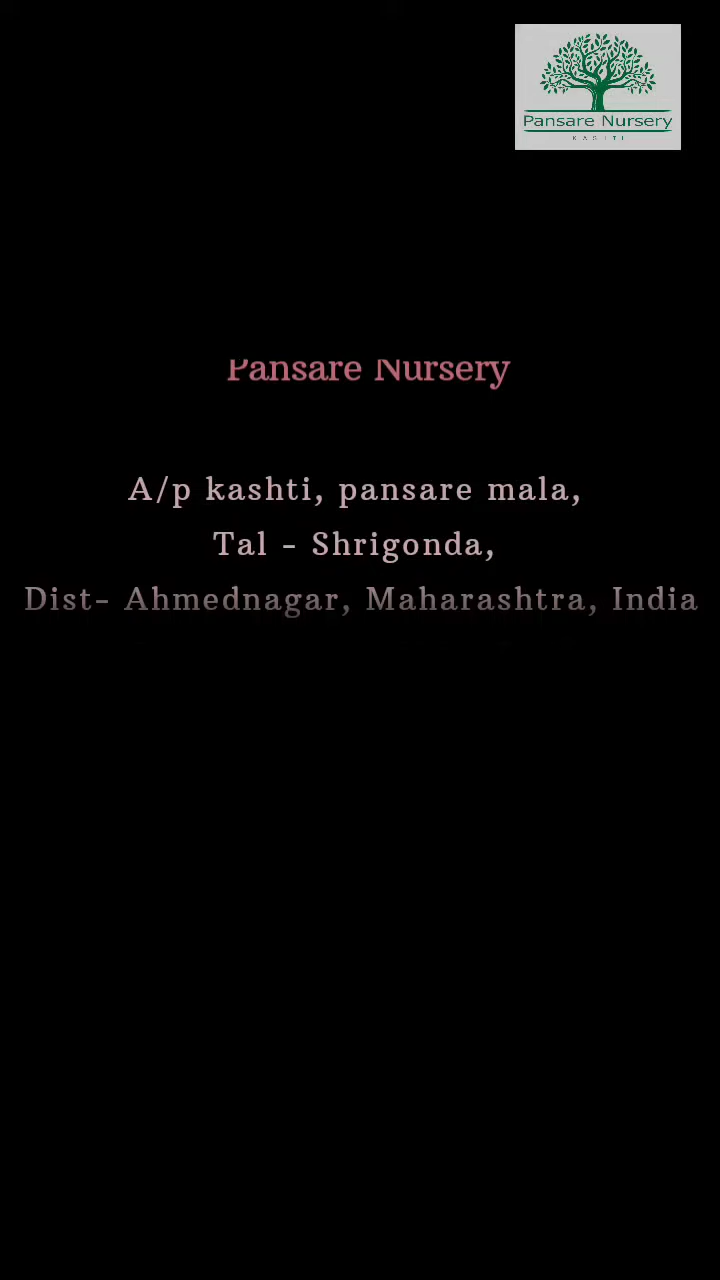 Pansare Nursery
KASHTI
Pansare Nursery
A/p kashti, pansare mala,
Tal - Shrigonda,
Dist- Ahmednagar, Maharashtra, India